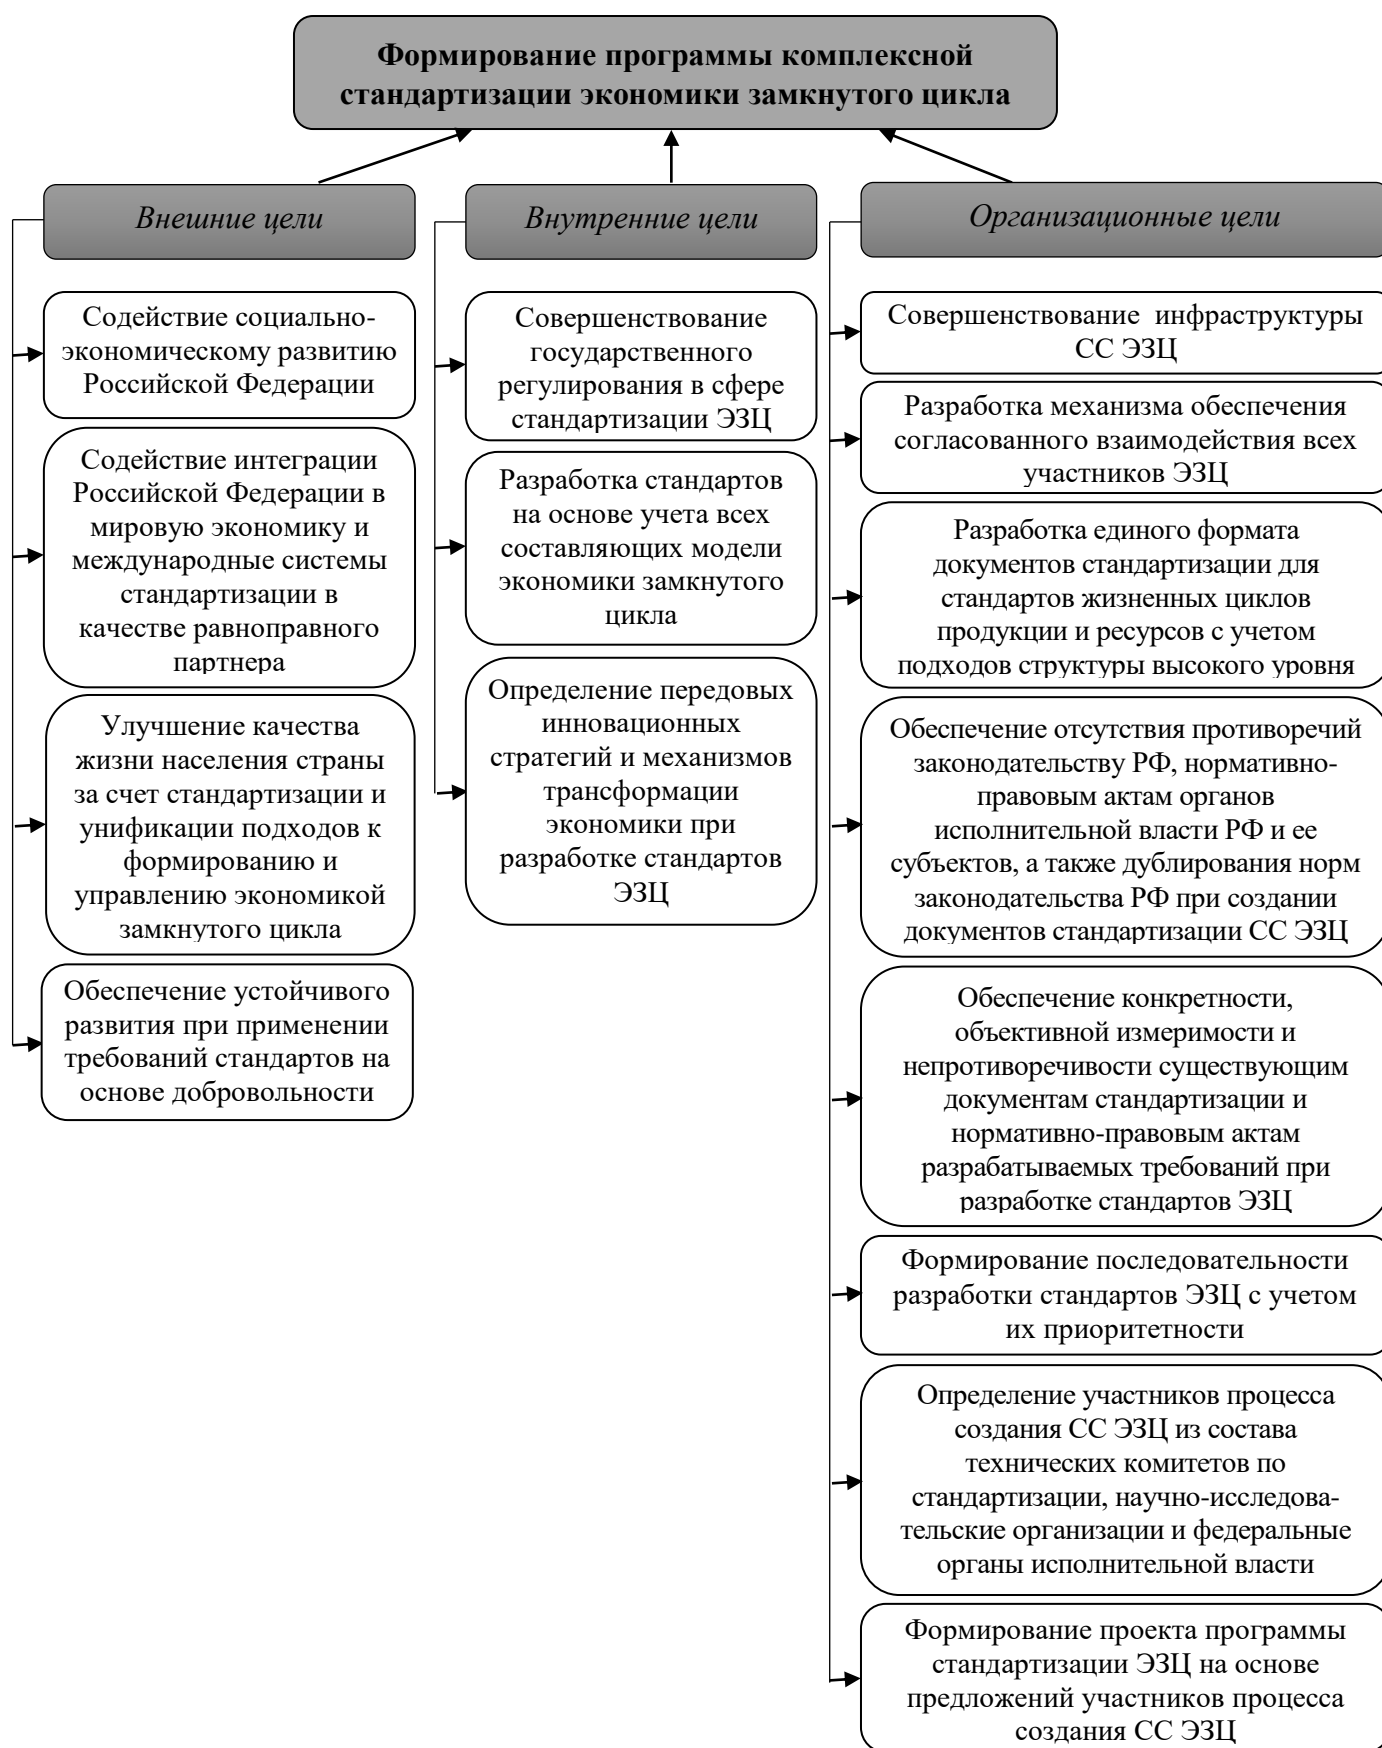 Формирование программы комплексной
стандартизации экономики замкнутого цикла
Внешние цели
Содействие социально-
экономическому развитию
Российской Федерации
Содействие интеграции
Российской Федерации в
мировую экономику и
международные системы
стандартизации в
качестве равноправного
партнера
Улучшение качества
жизни населения страны
за счет стандартизации и
унификации подходов к
формированию и
управлению экономикой
замкнутого цикла
Обеспечение устойчивого
развития при применении
требований стандартов на
основе добровольности
Внутренние цели
Совершенствование
государственного
регулирования в сфере
стандартизации ЭЗЦ
Разработка стандартов
на основе учета всех
составляющих модели
экономики замкнутого
цикла
Определение передовых
инновационных
стратегий и механизмов
трансформации
экономики при
разработке стандартов
ЭЗЦ
Организационные цели
Совершенствование инфраструктуры
СС ЭЗЦ
Разработка механизма обеспечения
согласованного взаимодействия всех
участников ЭЗЦ
Разработка единого формата
документов стандартизации для
стандартов жизненных циклов
продукции и ресурсов с учетом
подходов структуры высокого уровня
Обеспечение отсутствия противоречий
законодательству РФ, нормативно-
правовым актам органов
исполнительной власти РФ и ее
субъектов, а также дублирования норм
законодательства РФ при создании
документов стандартизации СС ЭЗЦ
Обеспечение конкретности,
объективной измеримости и
непротиворечивости существующим
документам стандартизации и
нормативно-правовым актам
разрабатываемых требований при
разработке стандартов ЭЗЦ
Формирование последовательности
разработки стандартов ЭЗЦ с учетом
их приоритетности
Определение участников процесса
создания СС ЭЗЦ из состава
технических комитетов по
стандартизации, научно-исследова-
тельские организации и федеральные
органы исполнительной власти
Формирование проекта программы
стандартизации ЭЗЦ на основе
предложений участников процесса
создания СС ЭЗЦ